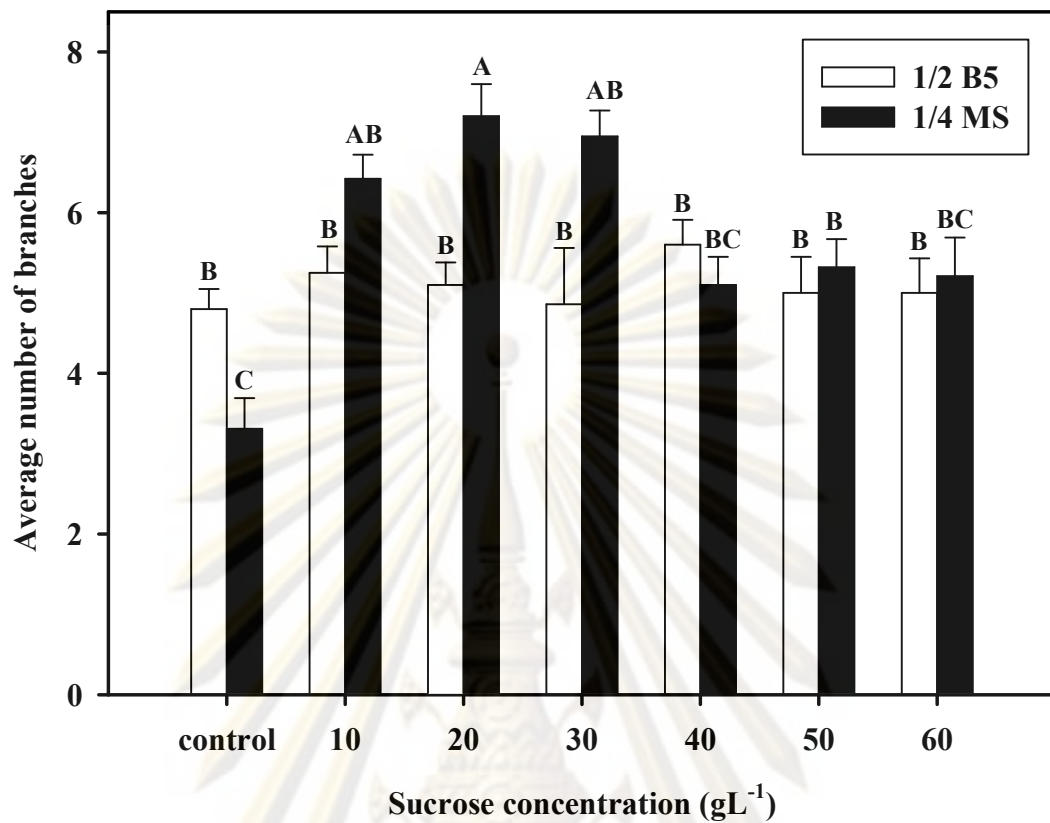 8
6
4
2
0
Average number of branches
1/2 B5
1/4 MS
B
C
B
AB
B
A
B
AB
B
BC
B
B
B
BC
control 10 20 30 40 50 60
Sucrose concentration (gL⁻¹)